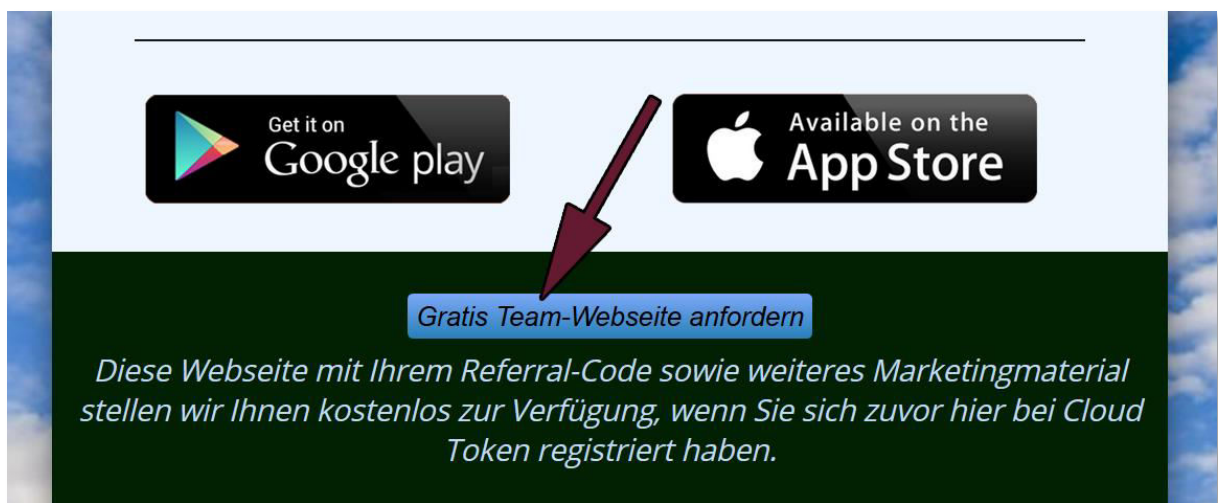 Get it on
Google play
Available on the
App Store
Gratis Team-Webseite anfordern
Diese Webseite mit Ihrem Referral-Code sowie weiteres Marketingmaterial
stellen wir Ihnen kostenlos zur Verfügung, wenn Sie sich zuvor hier bei Cloud
Token registriert haben.